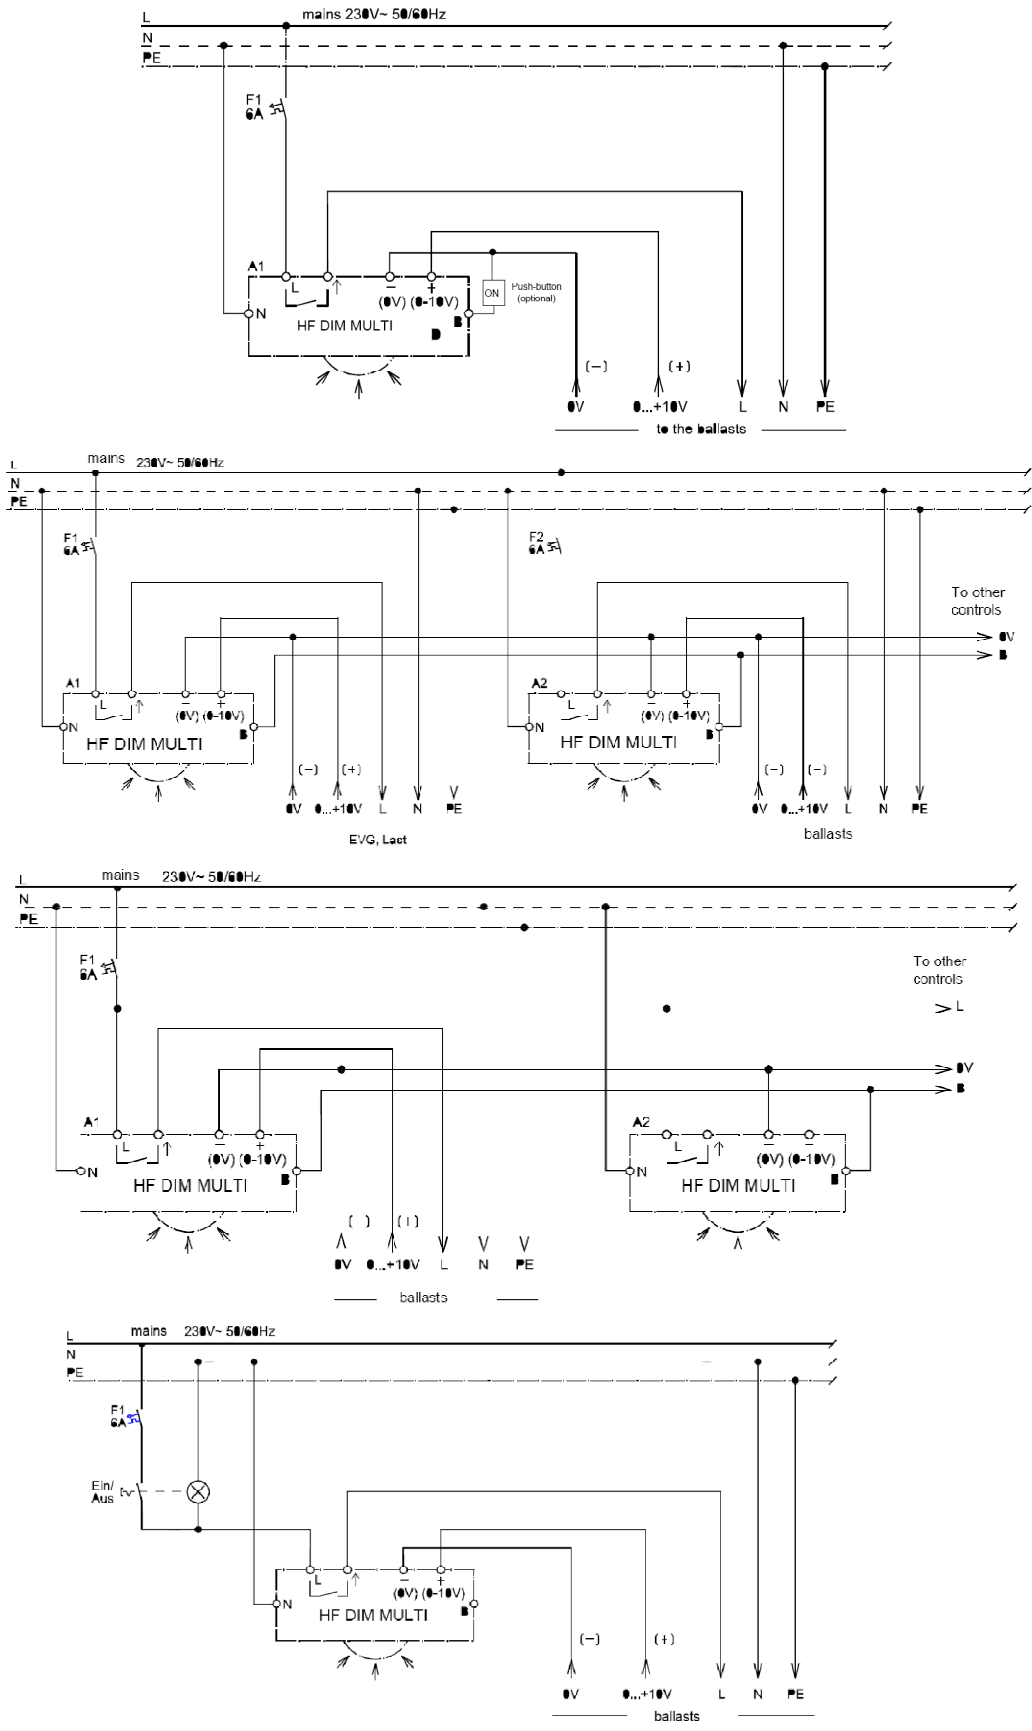 L mains 230V~ 50/60Hz
N
PE
F1
6A
A1
L − +
(0V) (0-10V)
ON Push-button
(optional)
N HF DIM MULTI B
D
(−) (+)
0V 0...+10V L N PE
to the ballasts
L mains 230V~ 50/60Hz
N
PE
F1 F2
6A 6A
To other
controls
0V
B
A1 A2
L − + L − +
(0V) (0-10V) (0V) (0-10V)
N B N B
HF DIM MULTI HF DIM MULTI
(−) (+) (−) (−)
0V 0...+10V L N PE 0V 0...+10V L N PE
EVG, Last ballasts
L mains 230V~ 50/60Hz
N
PE
F1
6A
To other
controls
L
0V
B
A1 A2
L − + L − −
(0V) (0-10V) (0V) (0-10V)
N B N B
HF DIM MULTI HF DIM MULTI
( ) (+)
0V 0...+10V L N PE
ballasts
L mains 230V~ 50/60Hz
N
PE
F1
6A
Ein/
Aus
L − +
(0V) (0-10V)
N B
HF DIM MULTI
(−) (+)
0V 0...+10V L N PE
ballasts